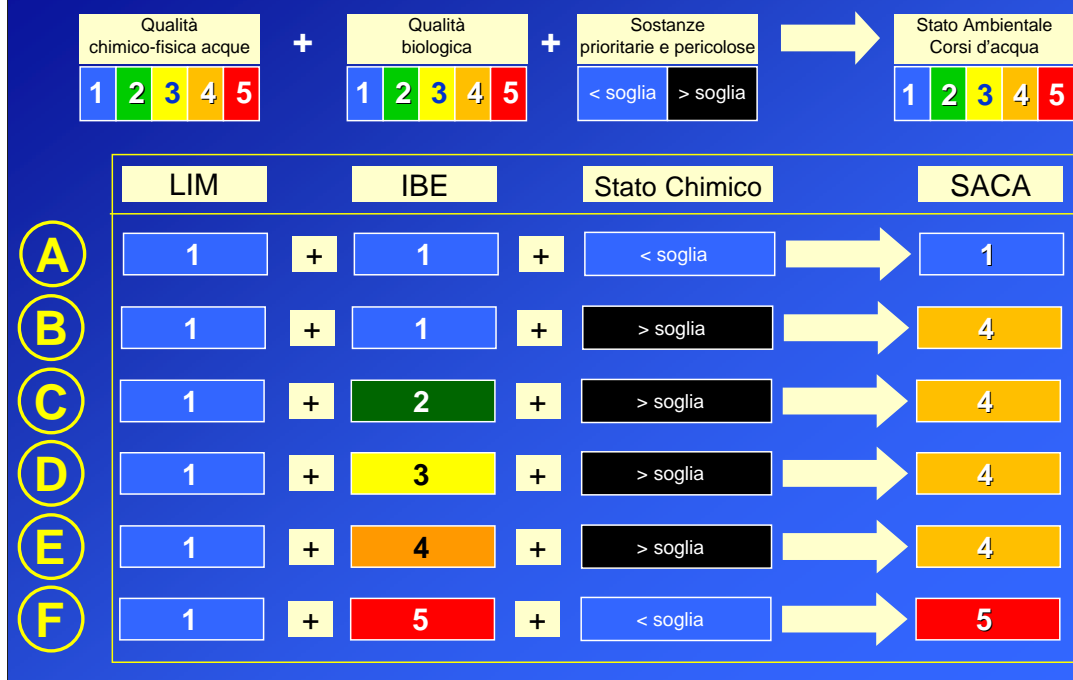 Qualità
chimico-fisica acque
+
Qualità
biologica
+
Sostanze
prioritarie e pericolose
Stato Ambientale
Corsi d'acqua
1 2 3 4 5
1 2 3 4 5
< soglia > soglia
1 2 3 4 5
LIM IBE Stato Chimico SACA
A 1 + 1 + < soglia 1
B 1 + 1 + > soglia 4
C 1 + 2 + > soglia 4
D 1 + 3 + > soglia 4
E 1 + 4 + > soglia 4
F 1 + 5 + < soglia 5